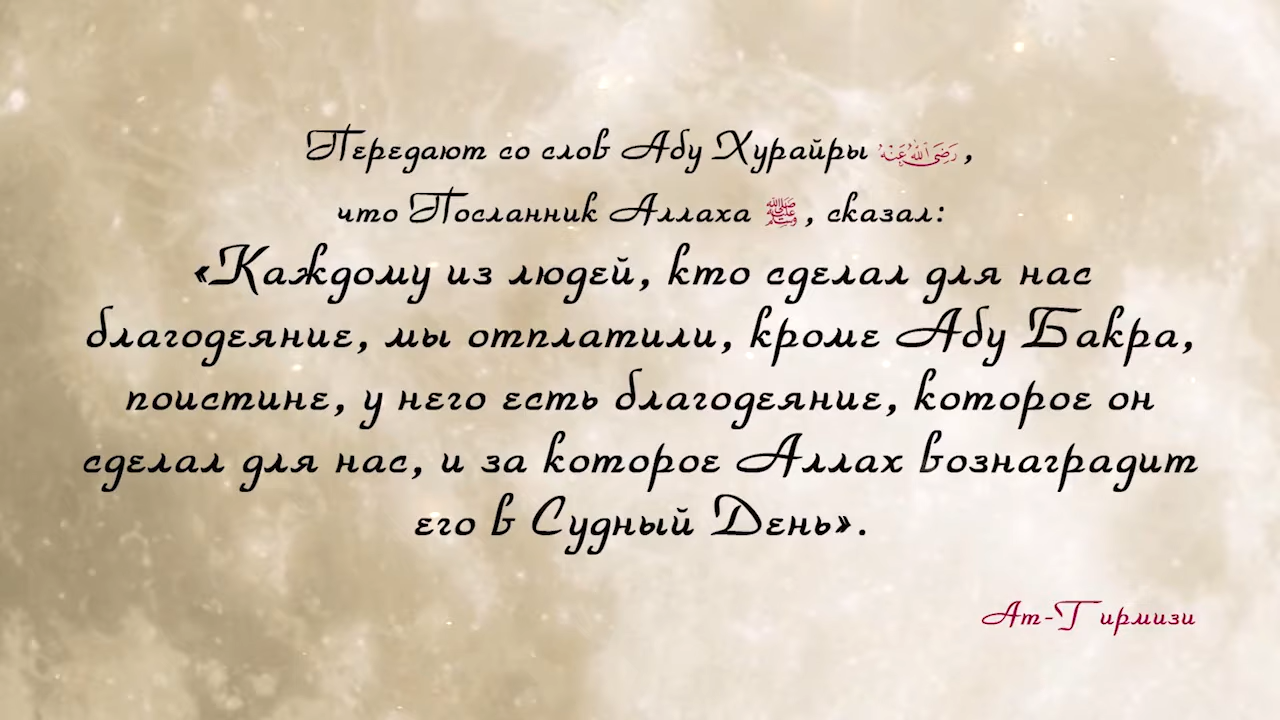 Передают со слов Абу Хурайры رَضِيَ اللهُ عَنْهُ,
что Посланник Аллаха ﷺ, сказал:
«Каждому из людей, кто сделал для нас
благодеяние, мы отплатили, кроме Абу Бакра,
поистине, у него есть благодеяние, которое он
сделал для нас, и за которое Аллах вознаградит
его в Судный День».
Ат-Тирмизи